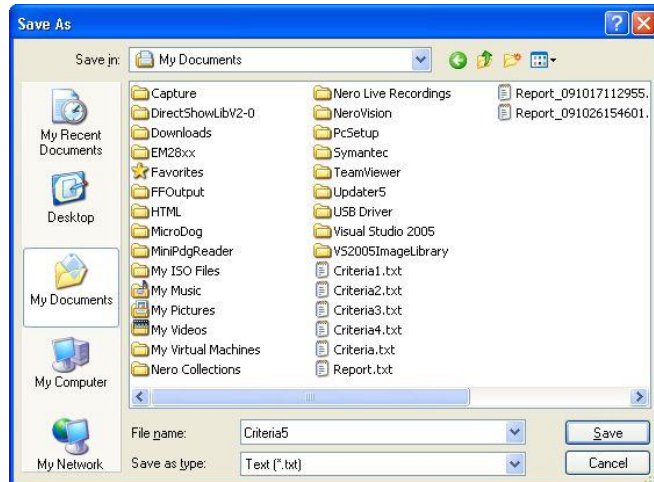 Save As
Save in:
My Documents
My Recent
Documents
Desktop
My Documents
My Computer
My Network
Capture
DirectShowLibV2-0
Downloads
EM28xx
Favorites
FFOutput
HTML
MicroDog
MiniPdgReader
My ISO Files
My Music
My Pictures
My Videos
My Virtual Machines
Nero Collections
Nero Live Recordings
NeroVision
PcSetup
Symantec
TeamViewer
Updater5
USB Driver
Visual Studio 2005
VS2005ImageLibrary
Criteria1.txt
Criteria2.txt
Criteria3.txt
Criteria4.txt
Criteria.txt
Report.txt
Report_091017112955.
Report_091026154601.
File name:
Criteria5
Save
Save as type:
Text (*.txt)
Cancel